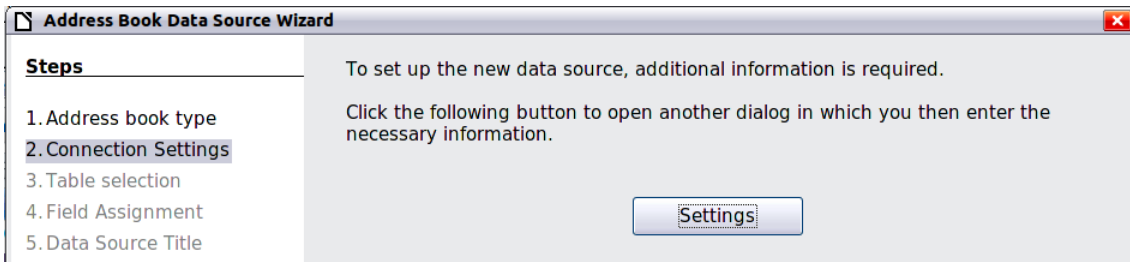 Address Book Data Source Wizard
Steps
1. Address book type
2. Connection Settings
3. Table selection
4. Field Assignment
5. Data Source Title
To set up the new data source, additional information is required.
Click the following button to open another dialog in which you then enter the
necessary information.
Settings